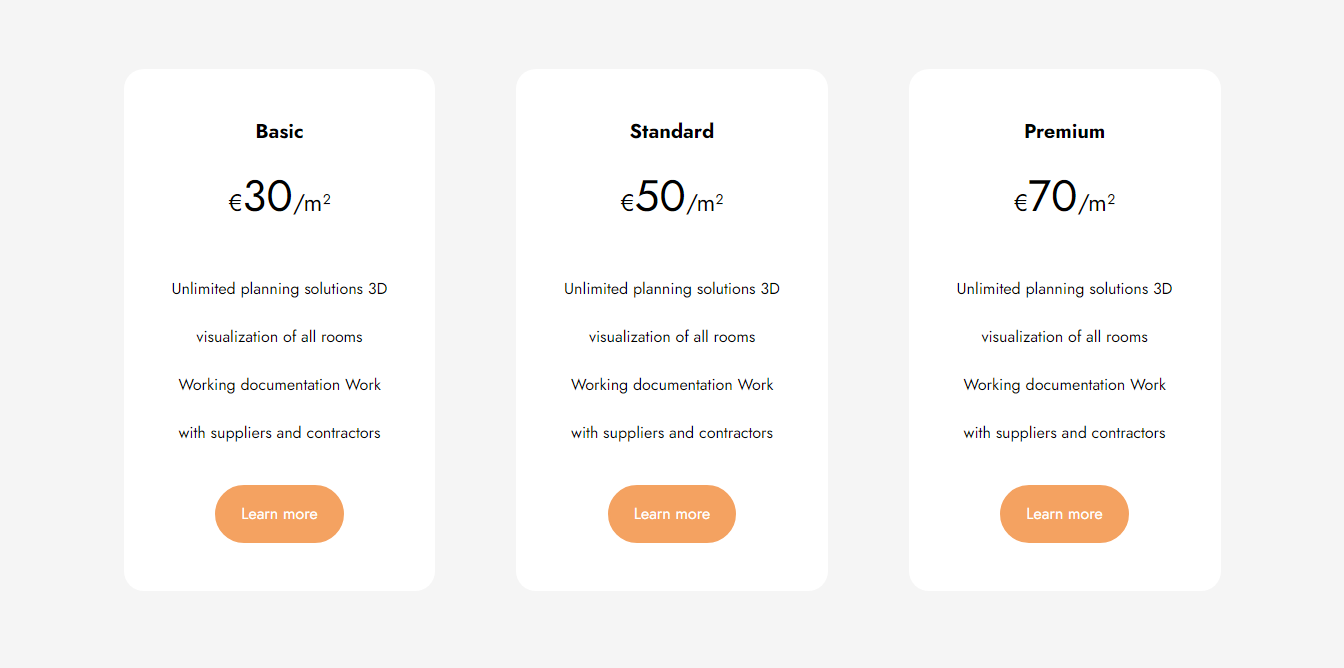 Basic
€30/m²
Unlimited planning solutions 3D
visualization of all rooms
Working documentation Work
with suppliers and contractors
Learn more
Standard
€50/m²
Unlimited planning solutions 3D
visualization of all rooms
Working documentation Work
with suppliers and contractors
Learn more
Premium
€70/m²
Unlimited planning solutions 3D
visualization of all rooms
Working documentation Work
with suppliers and contractors
Learn more